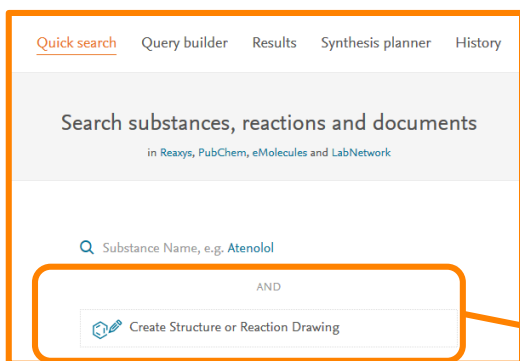 Quick search Query builder Results Synthesis planner History
Search substances, reactions and documents
in Reaxys, PubChem, eMolecules and LabNetwork
Substance Name, e.g. Atenolol
AND
Create Structure or Reaction Drawing